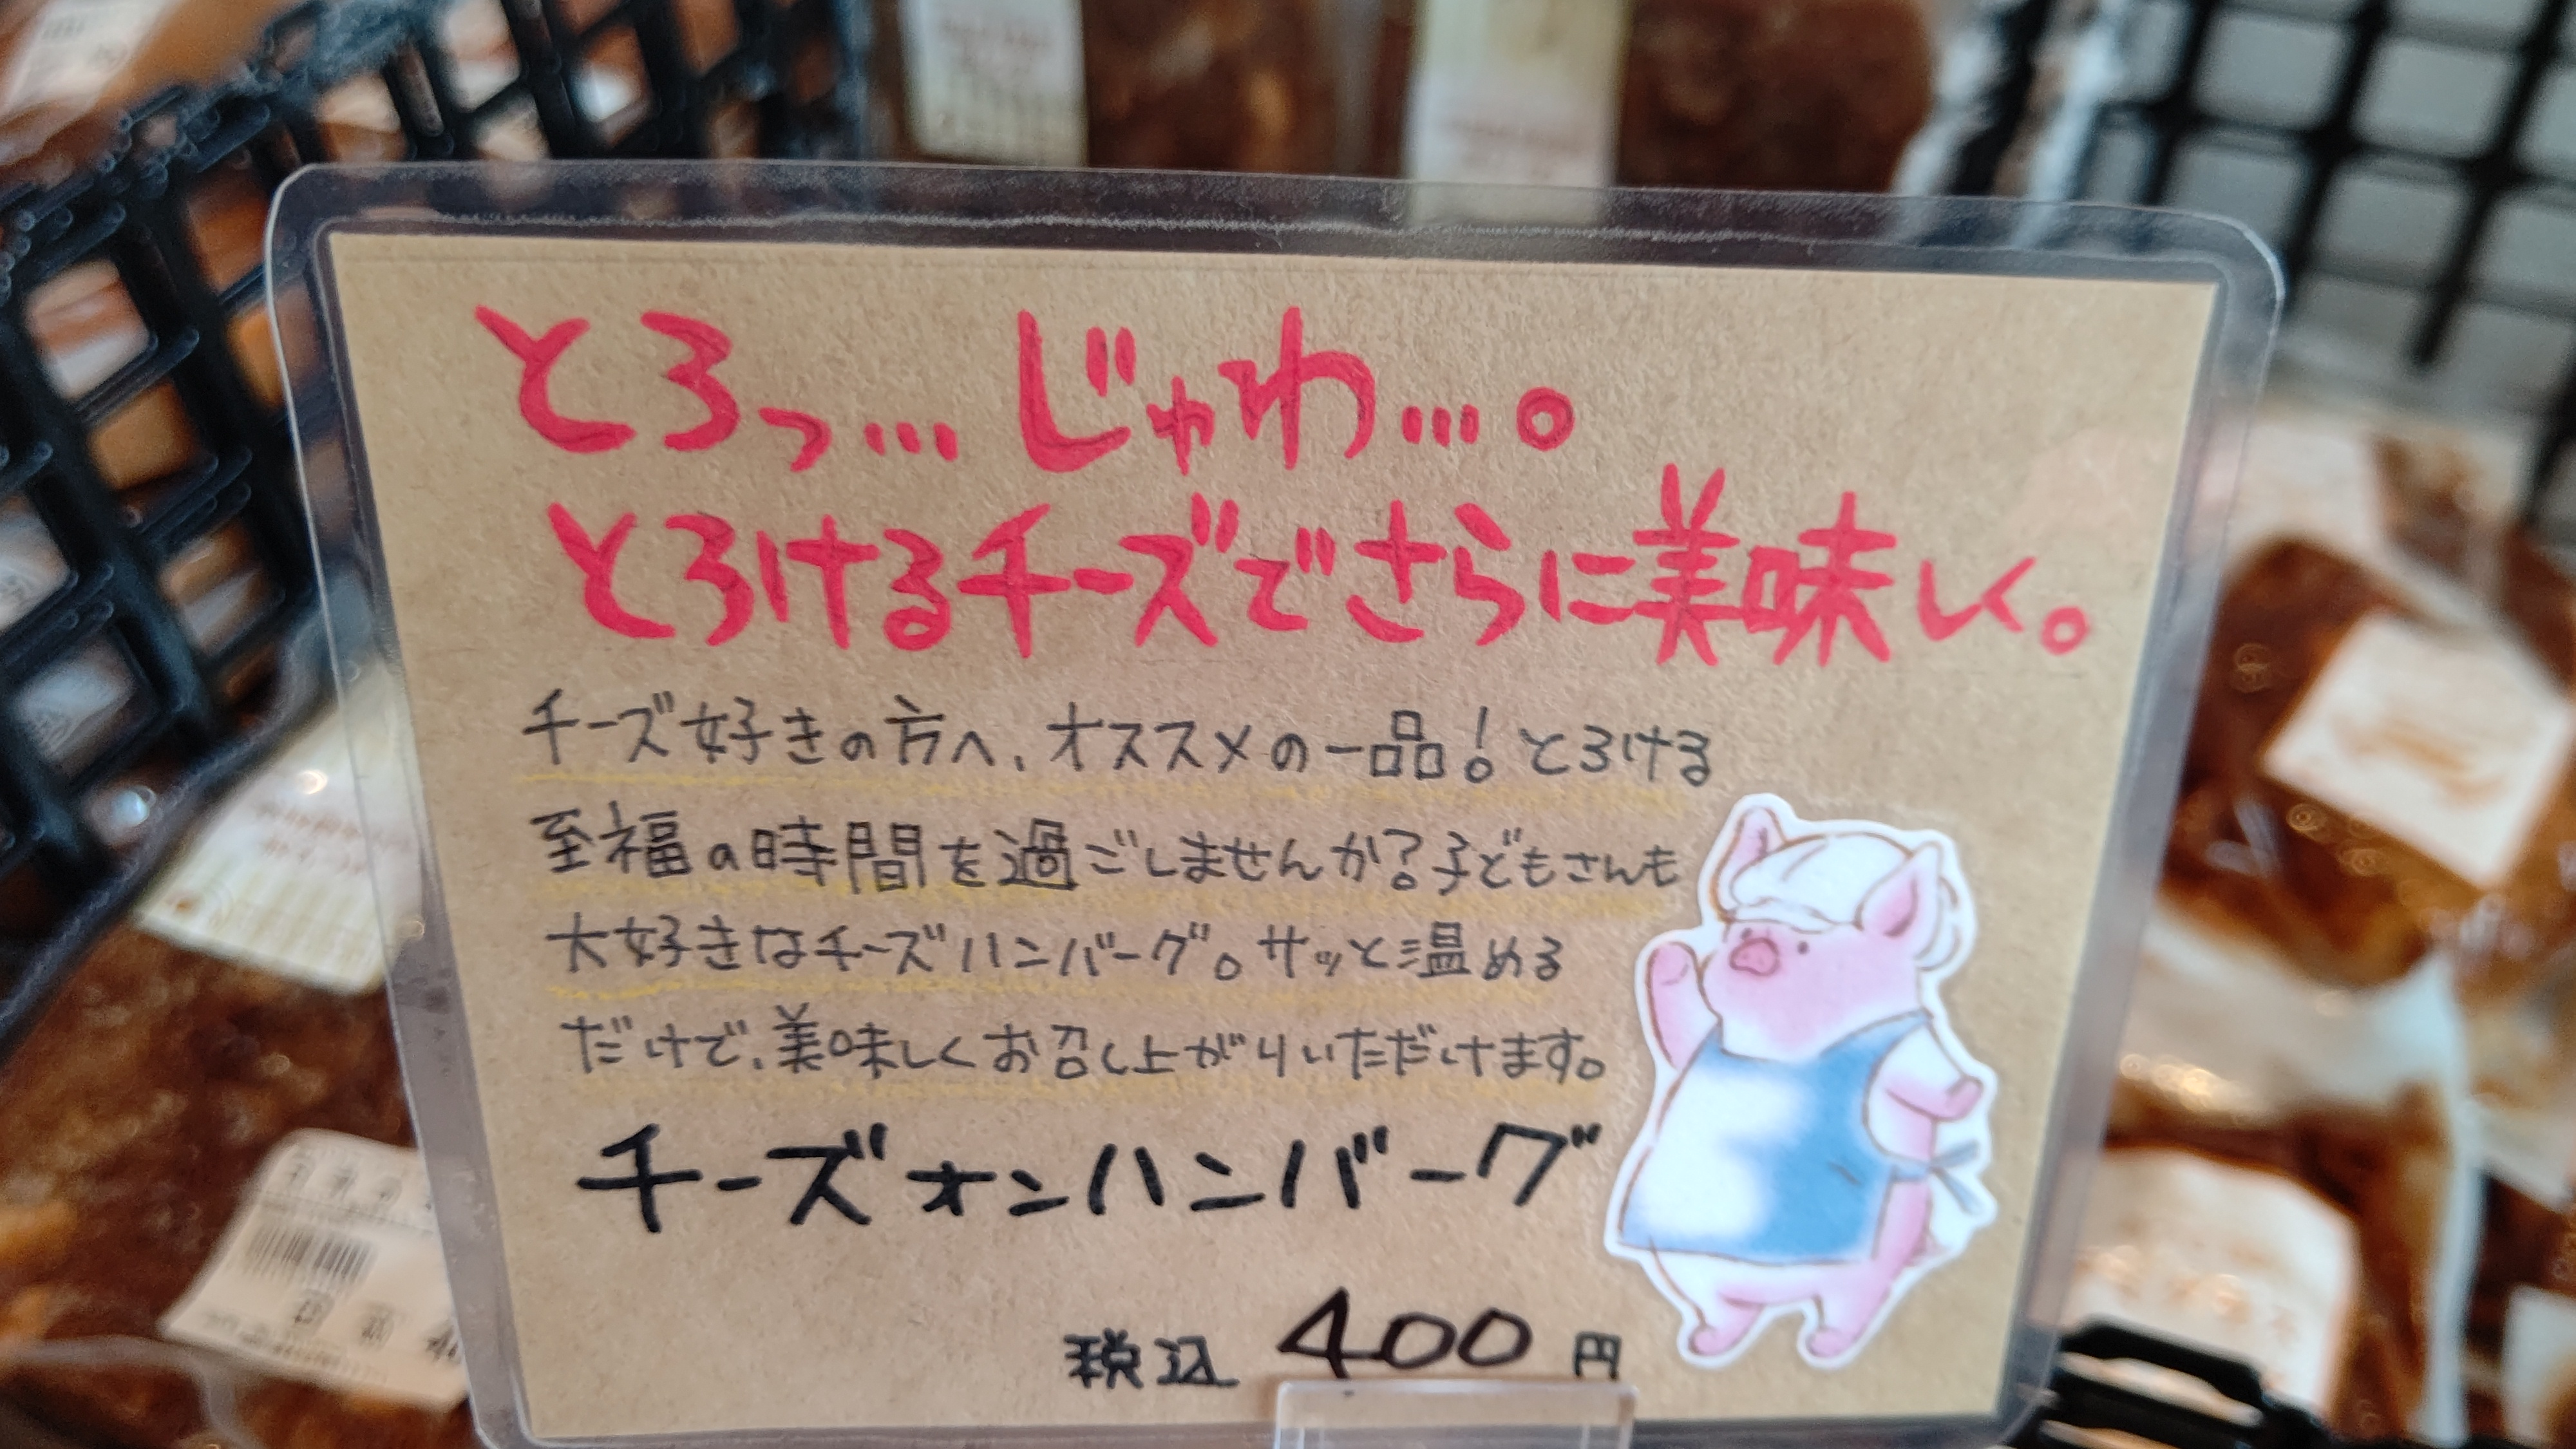 とろっ…じゅわ…。
とろけるチーズでさらに美味しく。
チーズ好きの方へ、オススメの一品！とろける
至福の時間を過ごしませんか？子どもさんも
大好きなチーズハンバーグ。サッと温める
だけで、美味しくお召し上がりいただけます。
チーズオンハンバーグ
税込 400円